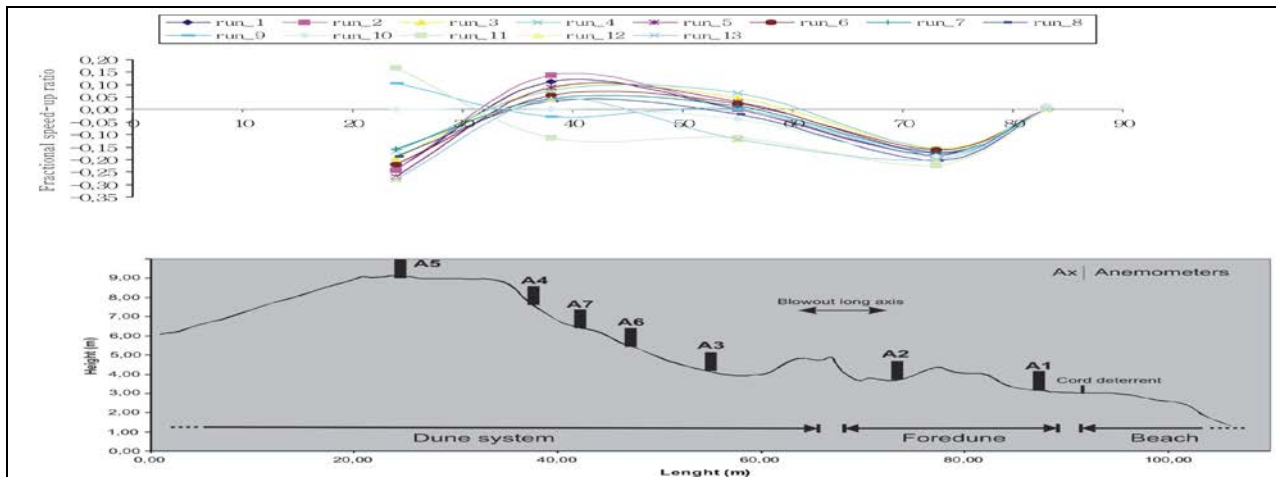 run_1 run_2 run_3 run_4 run_5 run_6 run_7 run_8
run_9 run_10 run_11 run_12 run_13
Fractional speed-up ratio
0,20
0,15
0,10
0,05
0,00
-0,05
-0,10
-0,15
-0,20
-0,25
-0,30
-0,35
0 10 20 30 40 50 60 70 80 90
Height (m)
9,00
8,00
7,00
6,00
5,00
4,00
3,00
2,00
1,00
0,00
A5
A4
A7
A6
A3
A2
A1
Ax | Anemometers
Blowout long axis
Cord deterrent
Dune system Foredune Beach
0,00 20,00 40,00 60,00 80,00 100,00
Lenght (m)